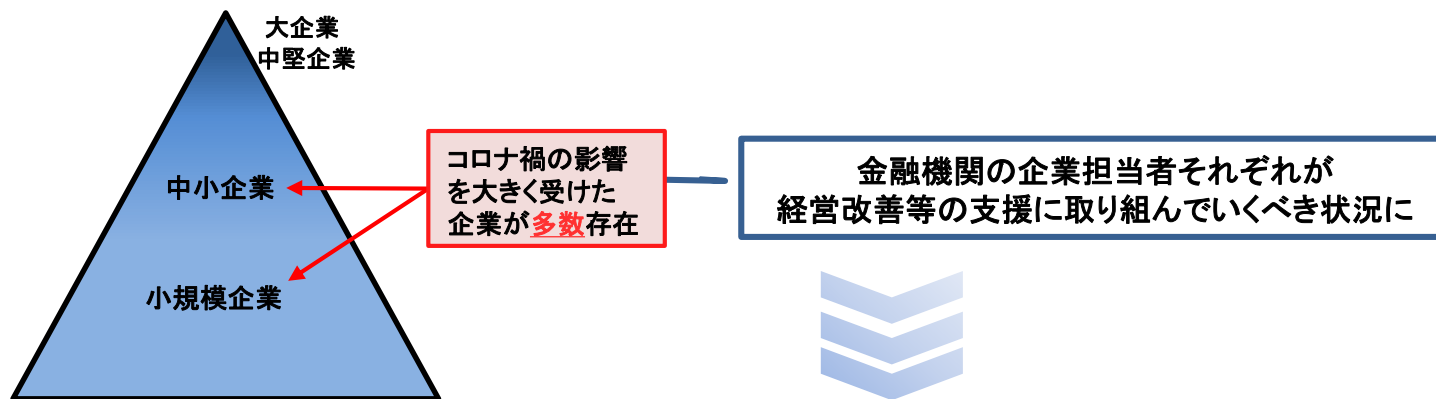 大企業
中堅企業
中小企業
小規模企業
コロナ禍の影響
を大きく受けた
企業が多数存在
金融機関の企業担当者それぞれが
経営改善等の支援に取り組んでいくべき状況に